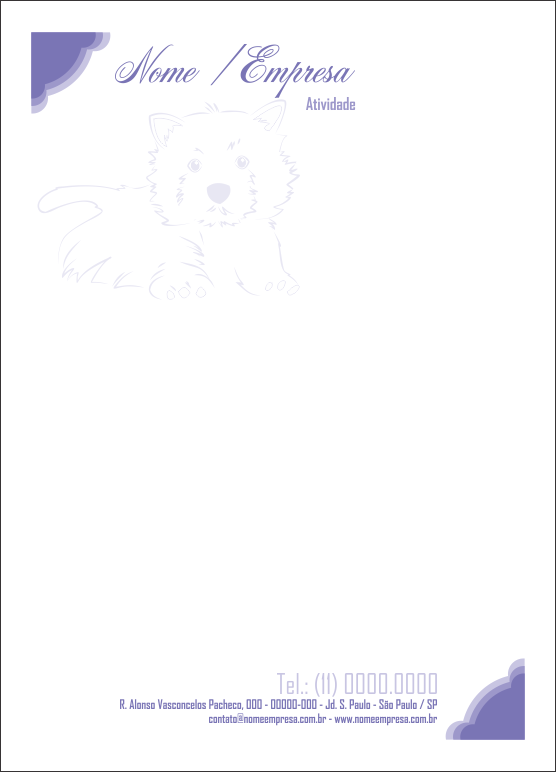 Nome / Empresa
Atividade
Tel.: (11) 0000.0000
R. Alonso Vasconcelos Pacheco, 000 - 00000-000 - Jd. S. Paulo - São Paulo / SP
contato@nomeempresa.com.br - www.nomeempresa.com.br